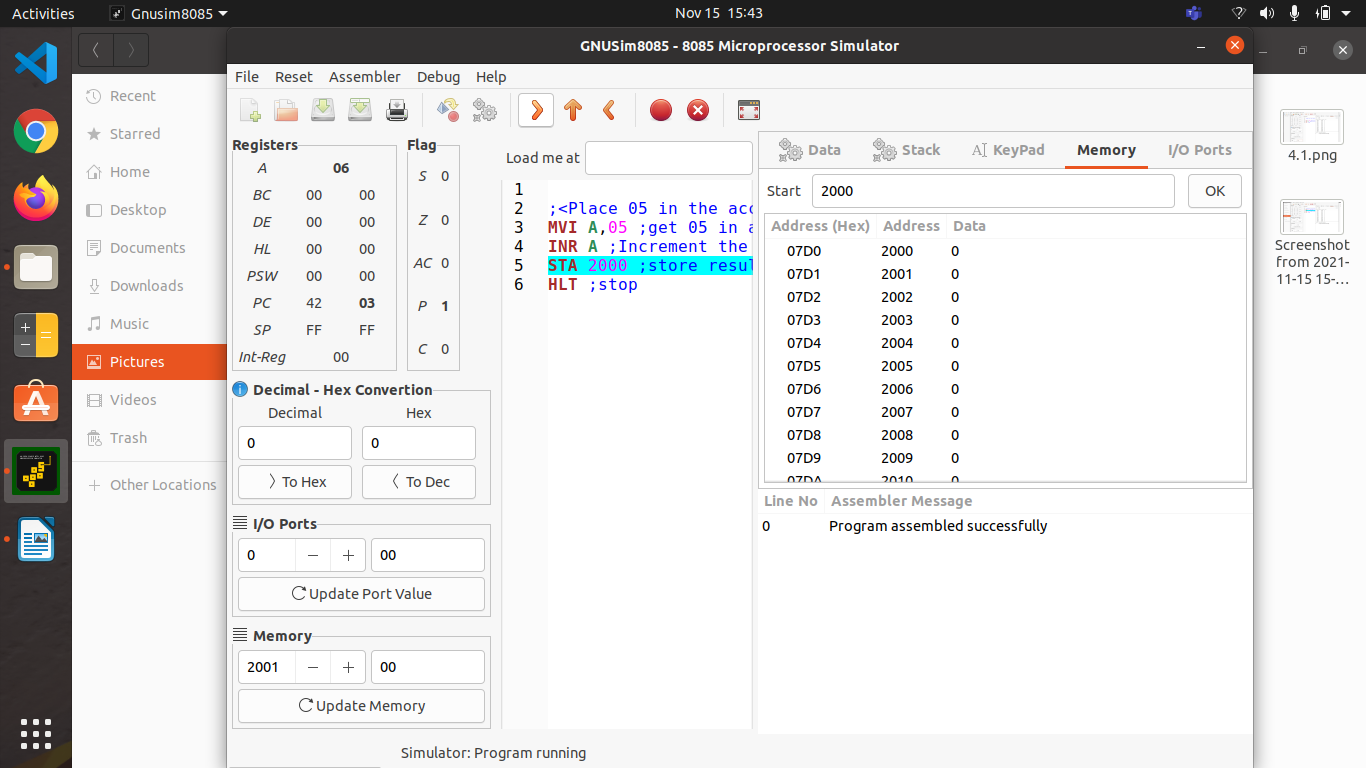 Activities Gnusim8085 Nov 15 15:43
GNUSim8085 - 8085 Microprocessor Simulator
File Reset Assembler Debug Help
Recent
Starred
Home
Desktop
Documents
Downloads
Music
Pictures
Videos
Trash
Other Locations
Registers
A 06
BC 00 00
DE 00 00
HL 00 00
PSW 00 00
PC 42 03
SP FF FF
Int-Reg 00
Flag
S 0
Z 0
AC 0
P 1
C 0
Decimal - Hex Convertion
Decimal Hex
0 0
To Hex To Dec
I/O Ports
0 00
Update Port Value
Memory
2001 00
Update Memory
Load me at
1
2 ;<Place 05 in the acc
3 MVI A,05 ;get 05 in a
4 INR A ;Increment the
5 STA 2000 ;store resul
6 HLT ;stop
Data Stack KeyPad Memory I/O Ports
Start 2000 OK
Address (Hex) Address Data
07D0 2000 0
07D1 2001 0
07D2 2002 0
07D3 2003 0
07D4 2004 0
07D5 2005 0
07D6 2006 0
07D7 2007 0
07D8 2008 0
07D9 2009 0
07DA 2010 0
Line No Assembler Message
0 Program assembled successfully
Simulator: Program running
4.1.png
Screenshot
from 2021-
11-15 15-…